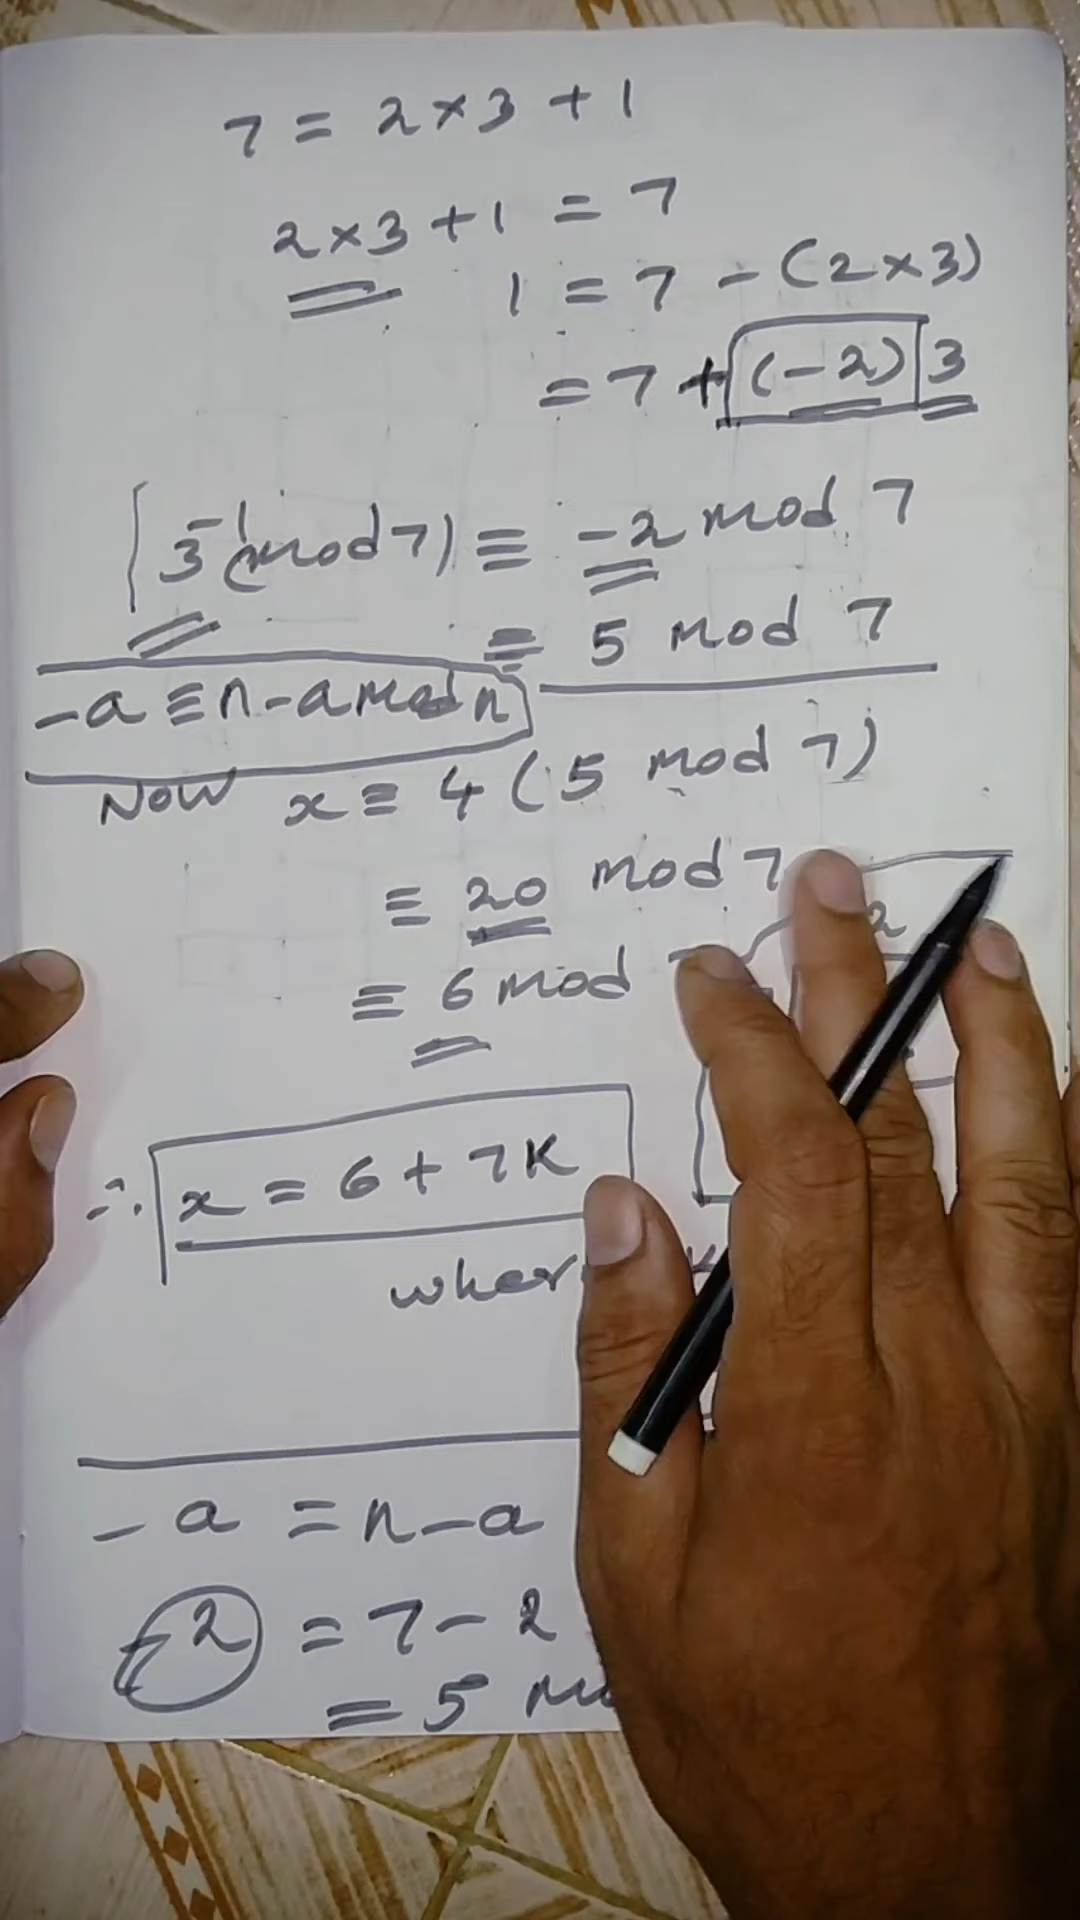 7 = 2 × 3 + 1
2 × 3 + 1 = 7
1 = 7 - (2 × 3)
= 7 + (-2) 3
3⁻¹ (mod 7) ≡ -2 mod 7
≡ 5 mod 7
-a ≡ n - a mod n
Now x ≡ 4 (5 mod 7)
≡ 20 mod 7
≡ 6 mod
2
∴ x = 6 + 7K
wher
-a = n - a
-2 = 7 - 2
= 5 mo